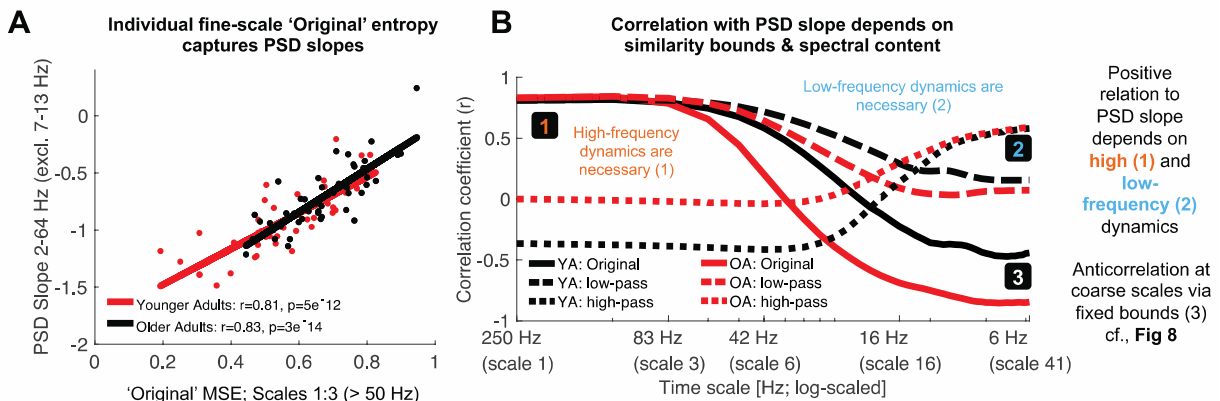 A
Individual fine-scale ‘Original’ entropy
captures PSD slopes
PSD Slope 2-64 Hz (excl. 7-13 Hz)
0
-0.5
-1
-1.5
-2
Younger Adults: r=0.81, p=5e-12
Older Adults: r=0.83, p=3e-14
0
0.2
0.4
0.6
0.8
1
‘Original’ MSE; Scales 1:3 (> 50 Hz)
B
Correlation with PSD slope depends on
similarity bounds & spectral content
Correlation coefficient (r)
1
0.5
0
-0.5
-1
1
High-frequency
dynamics are
necessary (1)
Low-frequency dynamics are
necessary (2)
2
3
YA: Original
YA: low-pass
YA: high-pass
OA: Original
OA: low-pass
OA: high-pass
250 Hz
(scale 1)
83 Hz
(scale 3)
42 Hz
(scale 6)
16 Hz
(scale 16)
6 Hz
(scale 41)
Time scale [Hz; log-scaled]
Positive
relation to
PSD slope
depends on
high (1) and
low-
frequency (2)
dynamics
Anticorrelation at
coarse scales via
fixed bounds (3)
cf., Fig 8